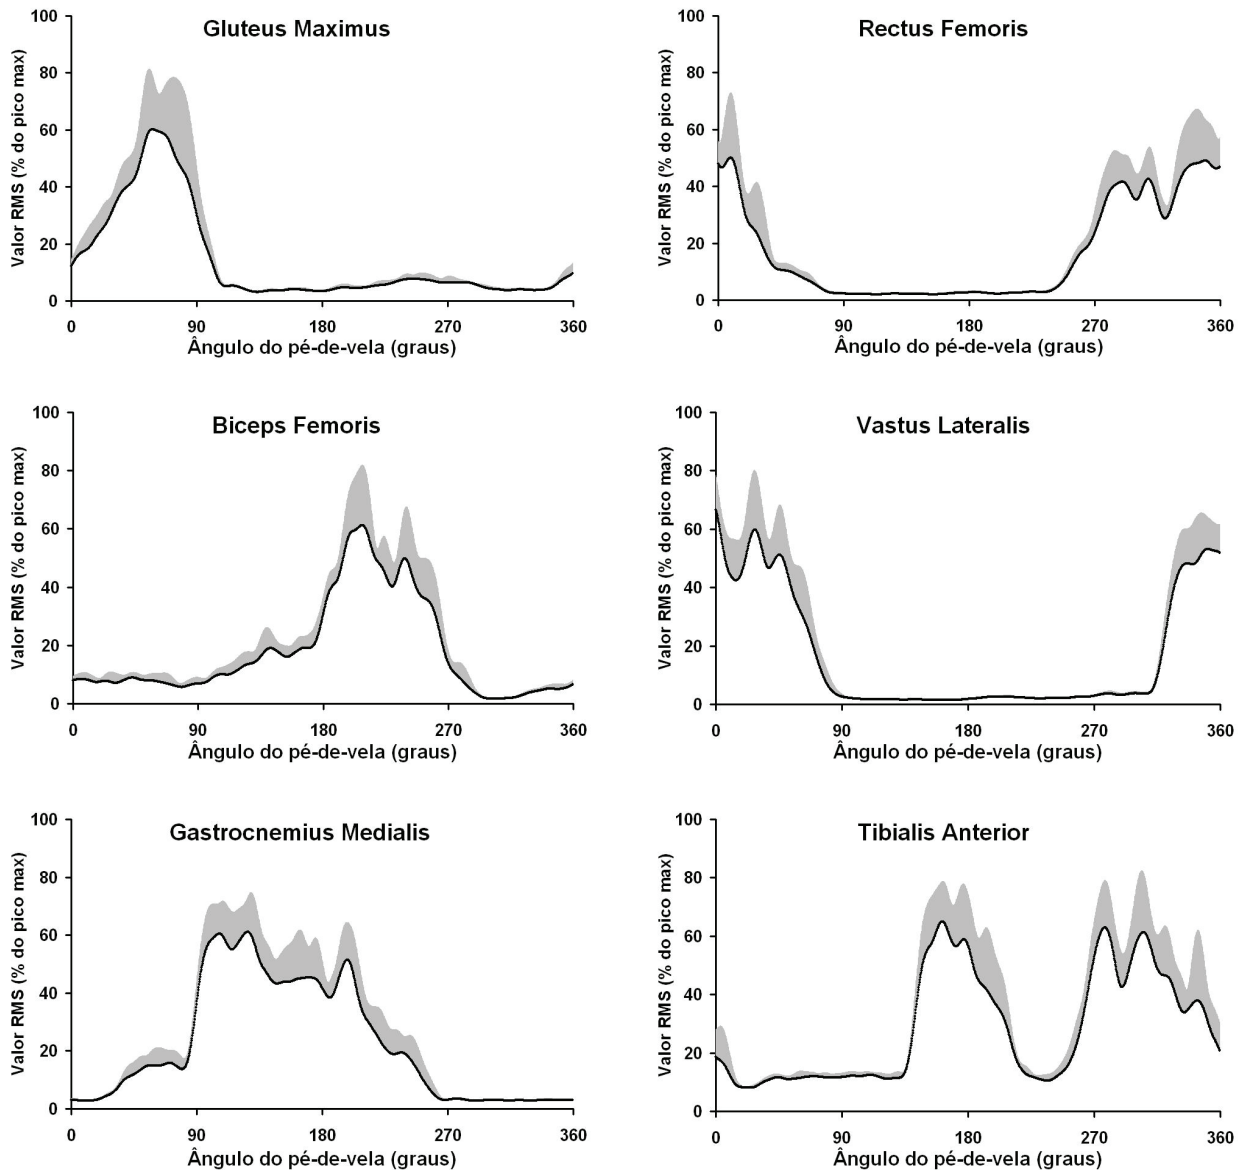 Gluteus Maximus
Valor RMS (% do pico max)
100
80
60
40
20
0
0 90 180 270 360
Ângulo do pé-de-vela (graus)
Rectus Femoris
Valor RMS (% do pico max)
100
80
60
40
20
0
0 90 180 270 360
Ângulo do pé-de-vela (graus)
Biceps Femoris
Valor RMS (% do pico max)
100
80
60
40
20
0
0 90 180 270 360
Ângulo do pé-de-vela (graus)
Vastus Lateralis
Valor RMS (% do pico max)
100
80
60
40
20
0
0 90 180 270 360
Ângulo do pé-de-vela (graus)
Gastrocnemius Medialis
Valor RMS (% do pico max)
100
80
60
40
20
0
0 90 180 270 360
Ângulo do pé-de-vela (graus)
Tibialis Anterior
Valor RMS (% do pico max)
100
80
60
40
20
0
0 90 180 270 360
Ângulo do pé-de-vela (graus)